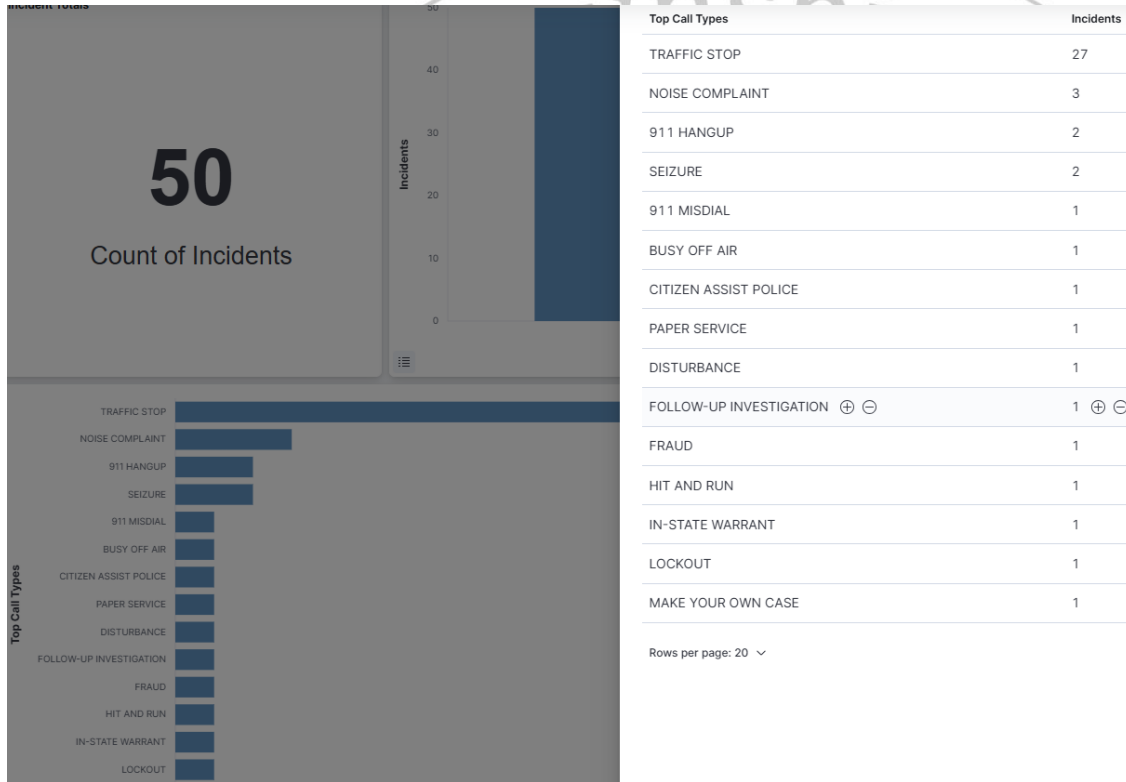 Incident Totals
50
Count of Incidents
50
40
30
20
10
0
Incidents
Top Call Types
TRAFFIC STOP
NOISE COMPLAINT
911 HANGUP
SEIZURE
911 MISDIAL
BUSY OFF AIR
CITIZEN ASSIST POLICE
PAPER SERVICE
DISTURBANCE
FOLLOW-UP INVESTIGATION
FRAUD
HIT AND RUN
IN-STATE WARRANT
LOCKOUT
Top Call Types Incidents
TRAFFIC STOP 27
NOISE COMPLAINT 3
911 HANGUP 2
SEIZURE 2
911 MISDIAL 1
BUSY OFF AIR 1
CITIZEN ASSIST POLICE 1
PAPER SERVICE 1
DISTURBANCE 1
FOLLOW-UP INVESTIGATION 1
FRAUD 1
HIT AND RUN 1
IN-STATE WARRANT 1
LOCKOUT 1
MAKE YOUR OWN CASE 1
Rows per page: 20